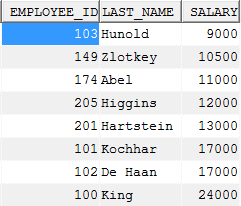 EMPLOYEE_ID LAST_NAME SALARY
103 Hunold 9000
149 Zlotkey 10500
174 Abel 11000
205 Higgins 12000
201 Hartstein 13000
101 Kochhar 17000
102 De Haan 17000
100 King 24000